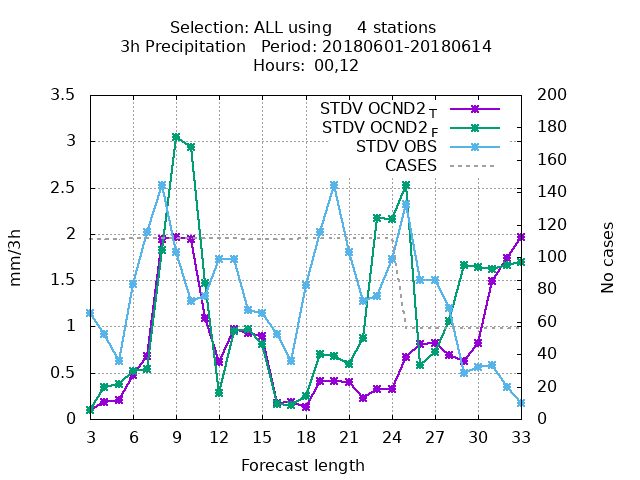 Selection: ALL using     4 stations
3h Precipitation   Period: 20180601-20180614
Hours:  00,12
3.5 200
STDV OCND2 T
3 180
STDV OCND2 F
160
STDV OBS
2.5 140
CASES
2 120
100
1.5
80
1 60
40
0.5
20
0 0
3 6 9 12 15 18 21 24 27 30 33
mm/3h
No cases
Forecast length